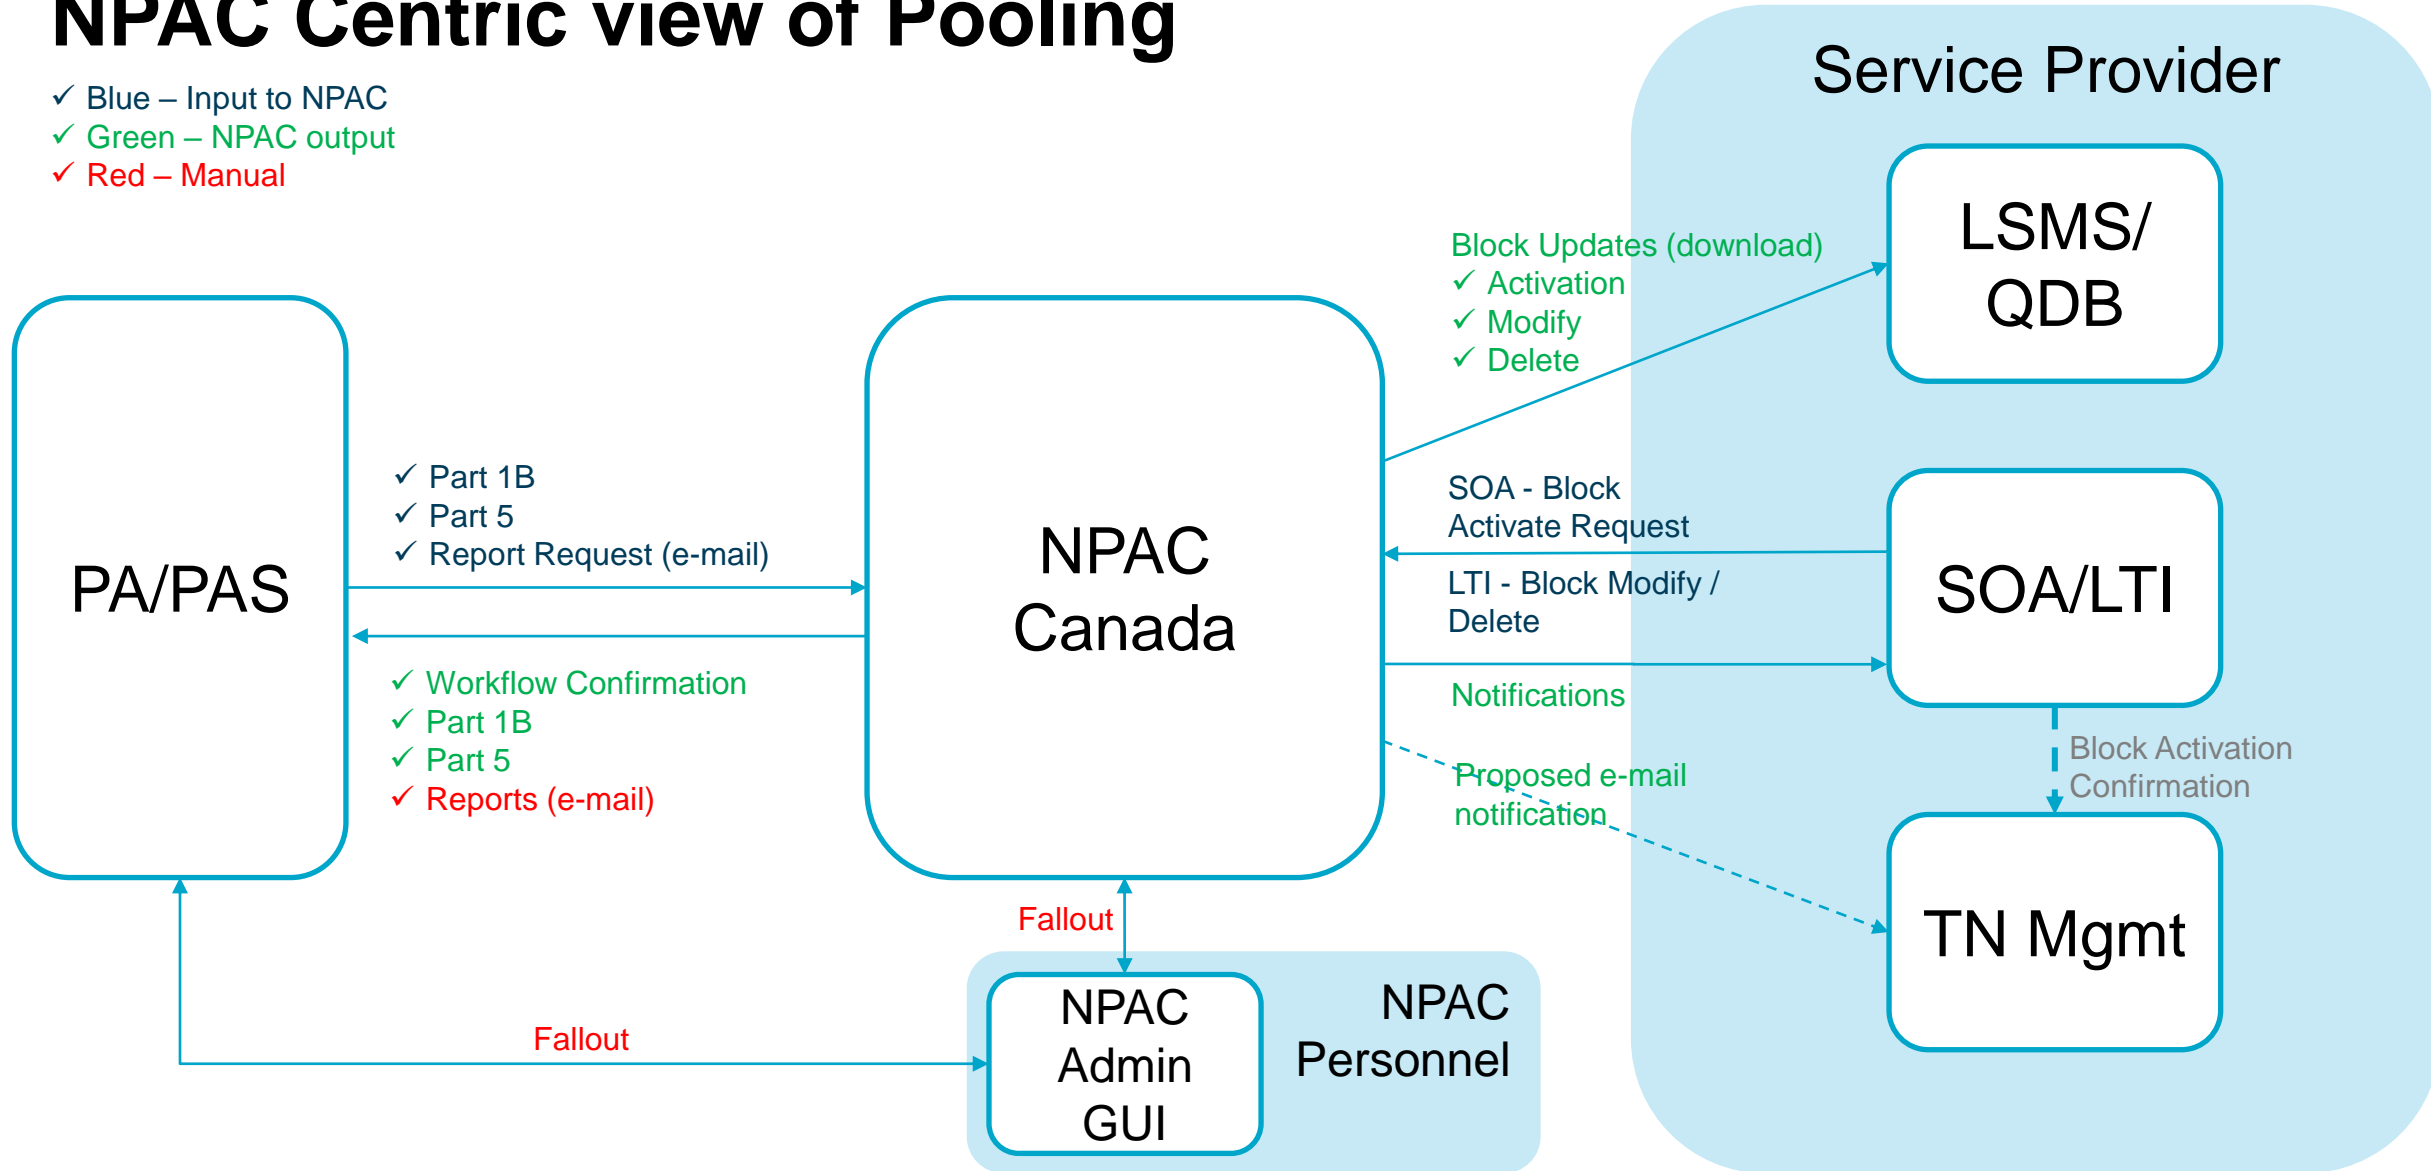 NPAC Centric view of Pooling
✓ Blue – Input to NPAC
✓ Green – NPAC output
✓ Red – Manual
Service Provider
LSMS/
QDB
Block Updates (download)
✓ Activation
✓ Modify
✓ Delete
PA/PAS
✓ Part 1B
✓ Part 5
✓ Report Request (e-mail)
NPAC
Canada
SOA - Block
Activate Request
LTI - Block Modify /
Delete
SOA/LTI
✓ Workflow Confirmation
✓ Part 1B
✓ Part 5
✓ Reports (e-mail)
Notifications
Proposed e-mail
notification
Block Activation
Confirmation
TN Mgmt
Fallout
Fallout
NPAC
Admin
GUI
NPAC
Personnel